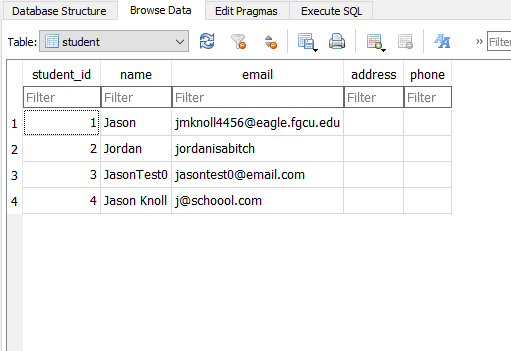 Database Structure Browse Data Edit Pragmas Execute SQL
Table: student » Filter
student_id name email address phone
Filter Filter Filter Filter Filter
1 1 Jason jmknoll4456@eagle.fgcu.edu
2 2 Jordan jordanisabitch
3 3 JasonTest0 jasontest0@email.com
4 4 Jason Knoll j@schoool.com